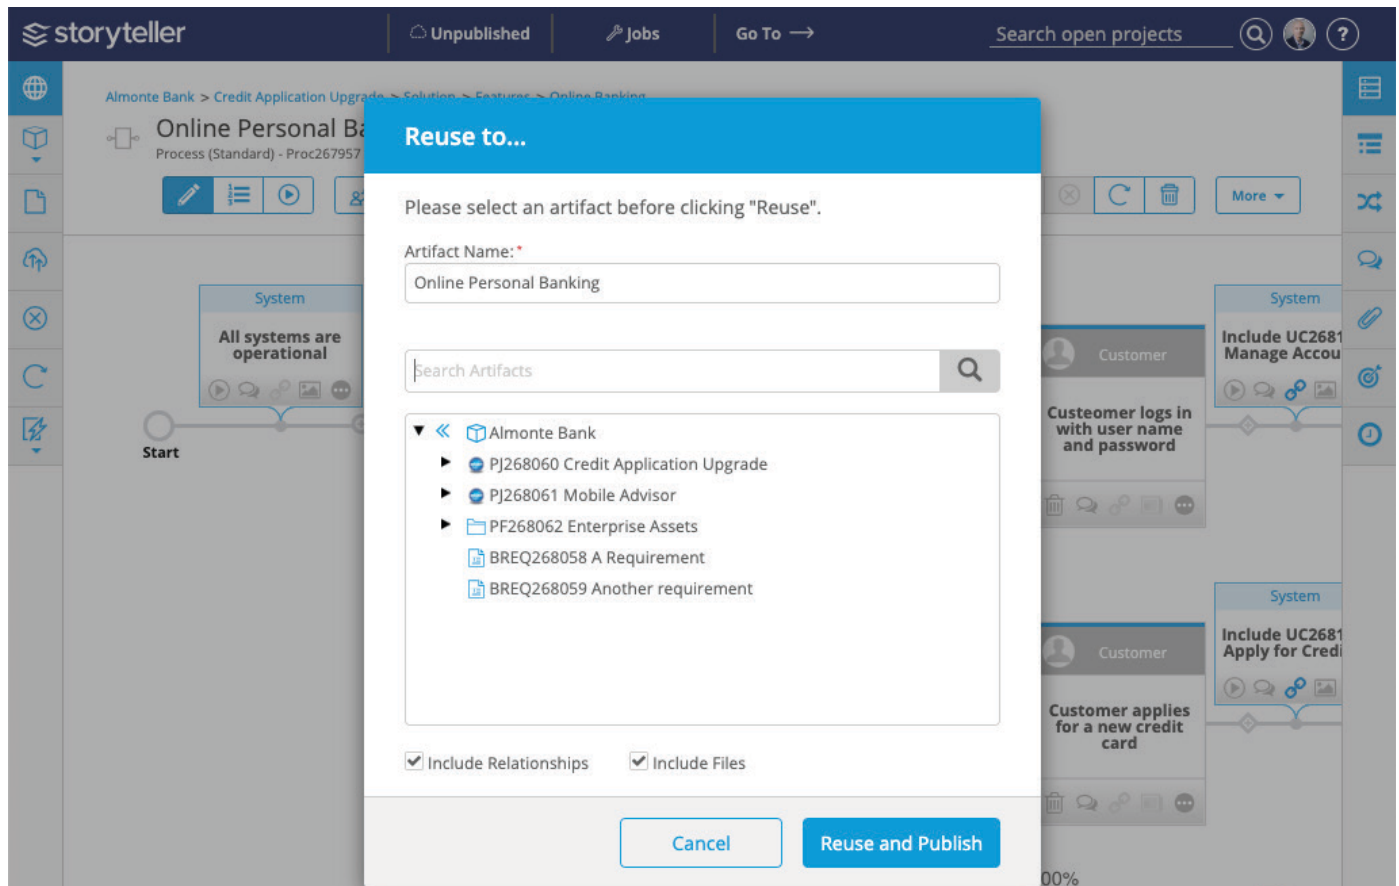 storyteller
Unpublished
Jobs
Go To
Search open projects
?
Almonte Bank > Credit Application Upgrade > Solution > Features > Online Banking
Online Personal Ba
Process (Standard) - Proc267957
More
Reuse to...
Please select an artifact before clicking "Reuse".
Artifact Name:*
Online Personal Banking
Search Artifacts
Almonte Bank
PJ268060 Credit Application Upgrade
PJ268061 Mobile Advisor
PF268062 Enterprise Assets
BREQ268058 A Requirement
BREQ268059 Another requirement
Include Relationships
Include Files
Cancel
Reuse and Publish
System
All systems are
operational
Start
Customer
Custeomer logs in
with user name
and password
System
Include UC2681
Manage Accou
Customer
Customer applies
for a new credit
card
System
Include UC2681
Apply for Credi
00%